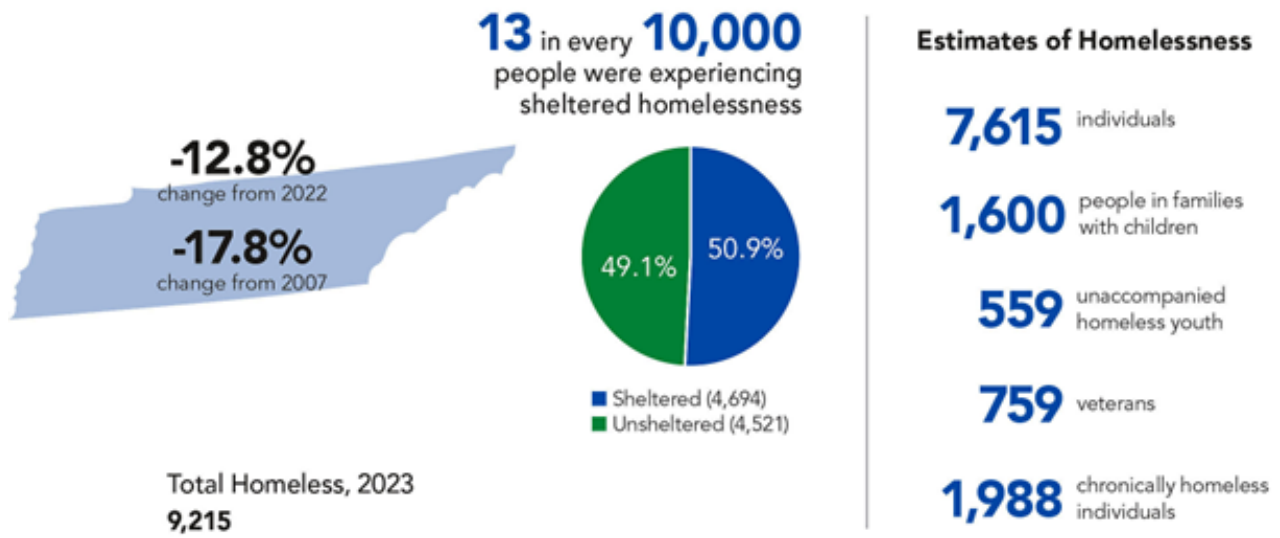 13 in every 10,000
people were experiencing
sheltered homelessness
-12.8%
change from 2022
-17.8%
change from 2007
49.1%
50.9%
Sheltered (4,694)
Unsheltered (4,521)
Total Homeless, 2023
9,215
Estimates of Homelessness
7,615 individuals
1,600 people in families
with children
559 unaccompanied
homeless youth
759 veterans
1,988 chronically homeless
individuals